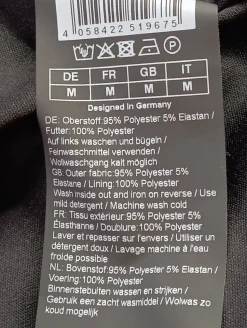 4 058422 519675
DE FR GB IT
M M M M
Designed in Germany
DE: Oberstoff:95% Polyester 5% Elastan /
Futter:100% Polyester
Auf links waschen und bügeln /
Feinwaschmittel verwenden /
Wollwaschgang kalt möglich
GB: Outer fabric:95% Polyester 5%
Elastane / Lining:100% Polyester
Wash inside out and iron on reverse / Use
mild detergent / Machine wash cold
FR: Tissu extérieur:95% Polyester 5%
Élasthanne / Doublure:100% Polyester
Laver et repasser sur l'envers / Utiliser un
détergent doux / Lavage machine à l'eau
froide possible
NL: Bovenstof:95% Polyester 5% Elastan /
Voering:100% Polyester
Binnenstebuiten wassen en strijken /
Gebruik een zacht wasmiddel / Wolwas zo
koud mogelijk